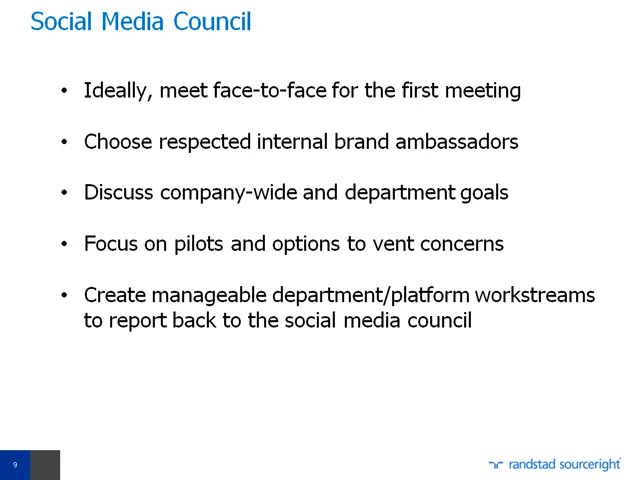 Social Media Council
• Ideally, meet face-to-face for the first meeting
• Choose respected internal brand ambassadors
• Discuss company-wide and department goals
• Focus on pilots and options to vent concerns
• Create manageable department/platform workstreams
to report back to the social media council
9
randstad sourceright